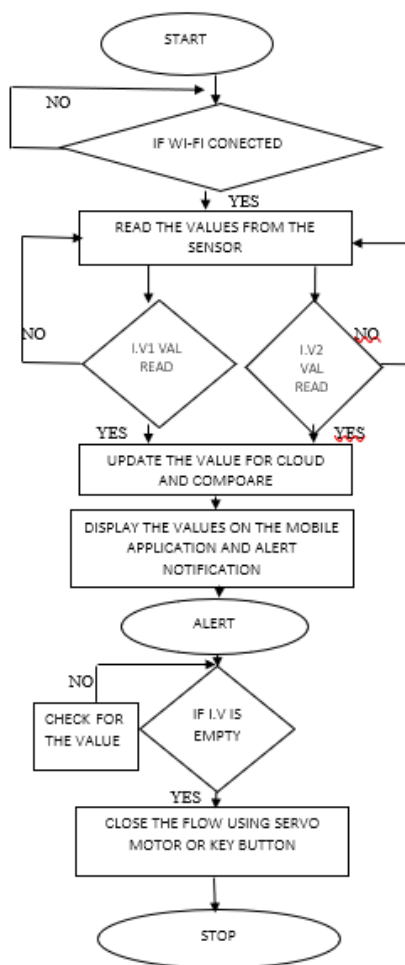 START
NO
IF WI-FI CONECTED
YES
READ THE VALUES FROM THE
SENSOR
NO
I.V1 VAL
READ
I.V2
VAL
READ
NO
YES
YES
UPDATE THE VALUE FOR CLOUD
AND COMPOARE
DISPLAY THE VALUES ON THE MOBILE
APPLICATION AND ALERT
NOTIFICATION
ALERT
NO
CHECK FOR
THE VALUE
IF I.V IS
EMPTY
YES
CLOSE THE FLOW USING SERVO
MOTOR OR KEY BUTTON
STOP